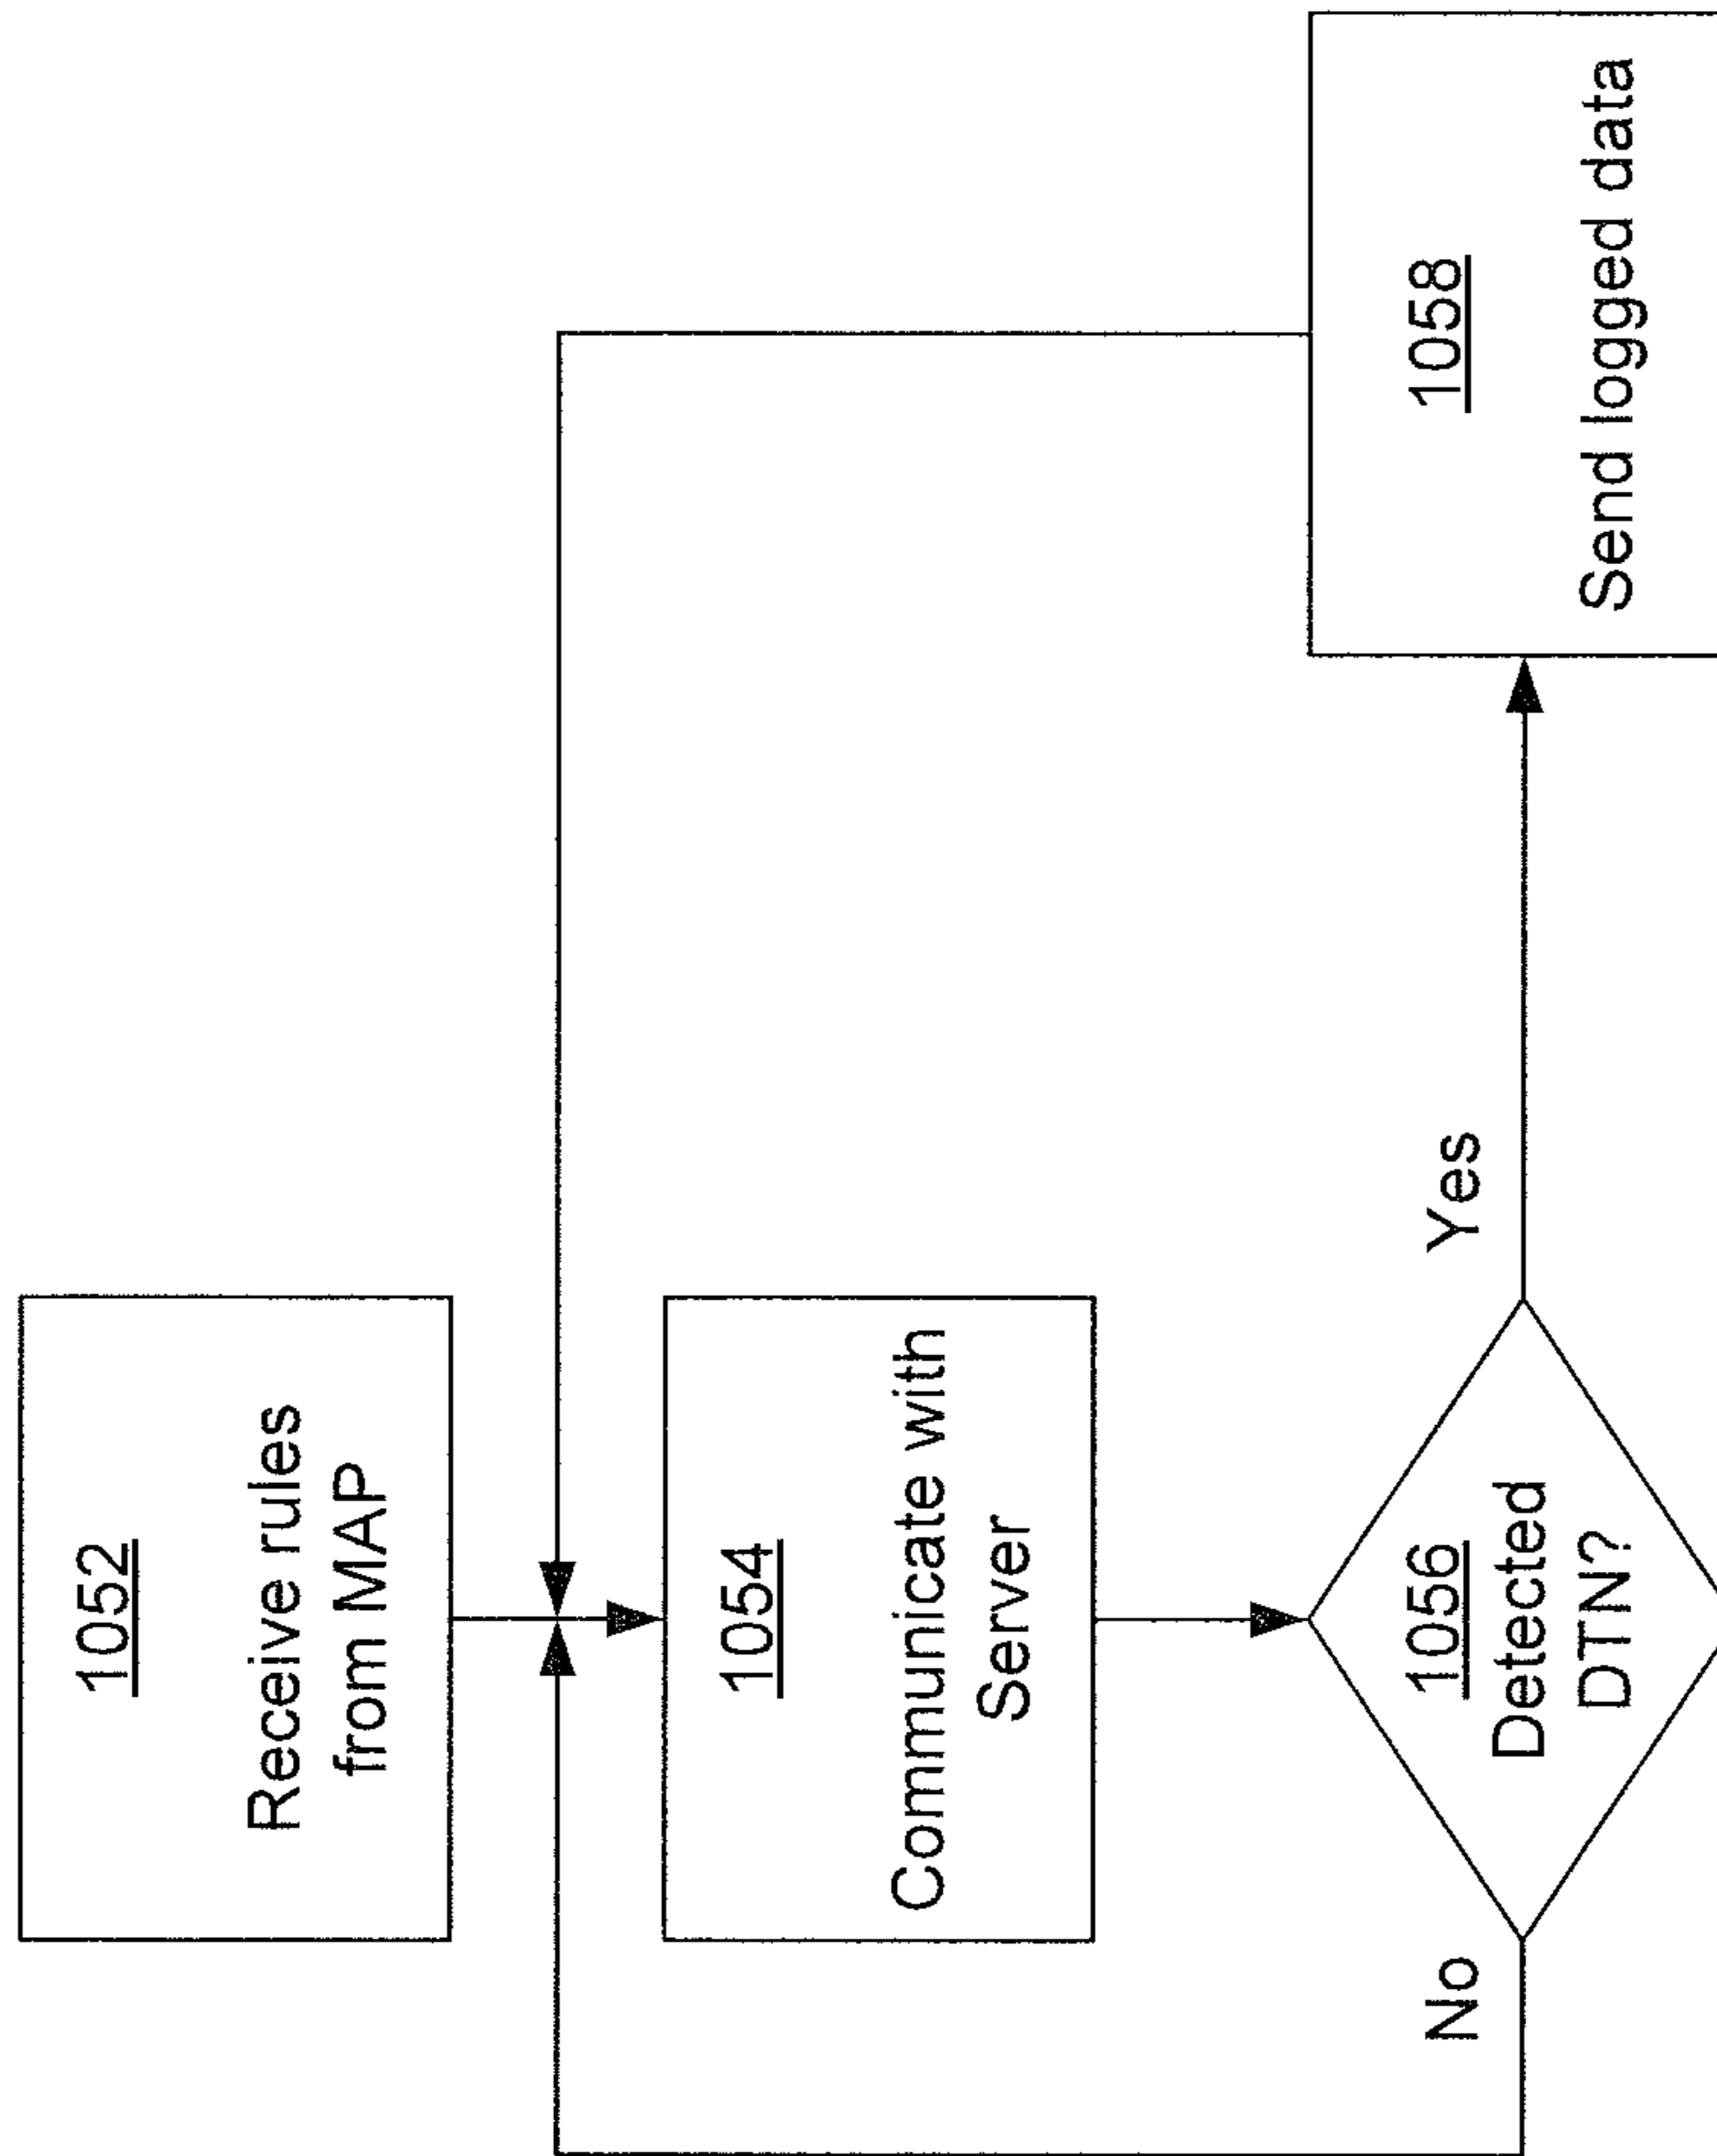 1052
Receive rules
from MAP
1054
Communicate with
Server
1056
Detected
DTN?
No
Yes
1058
Send logged data